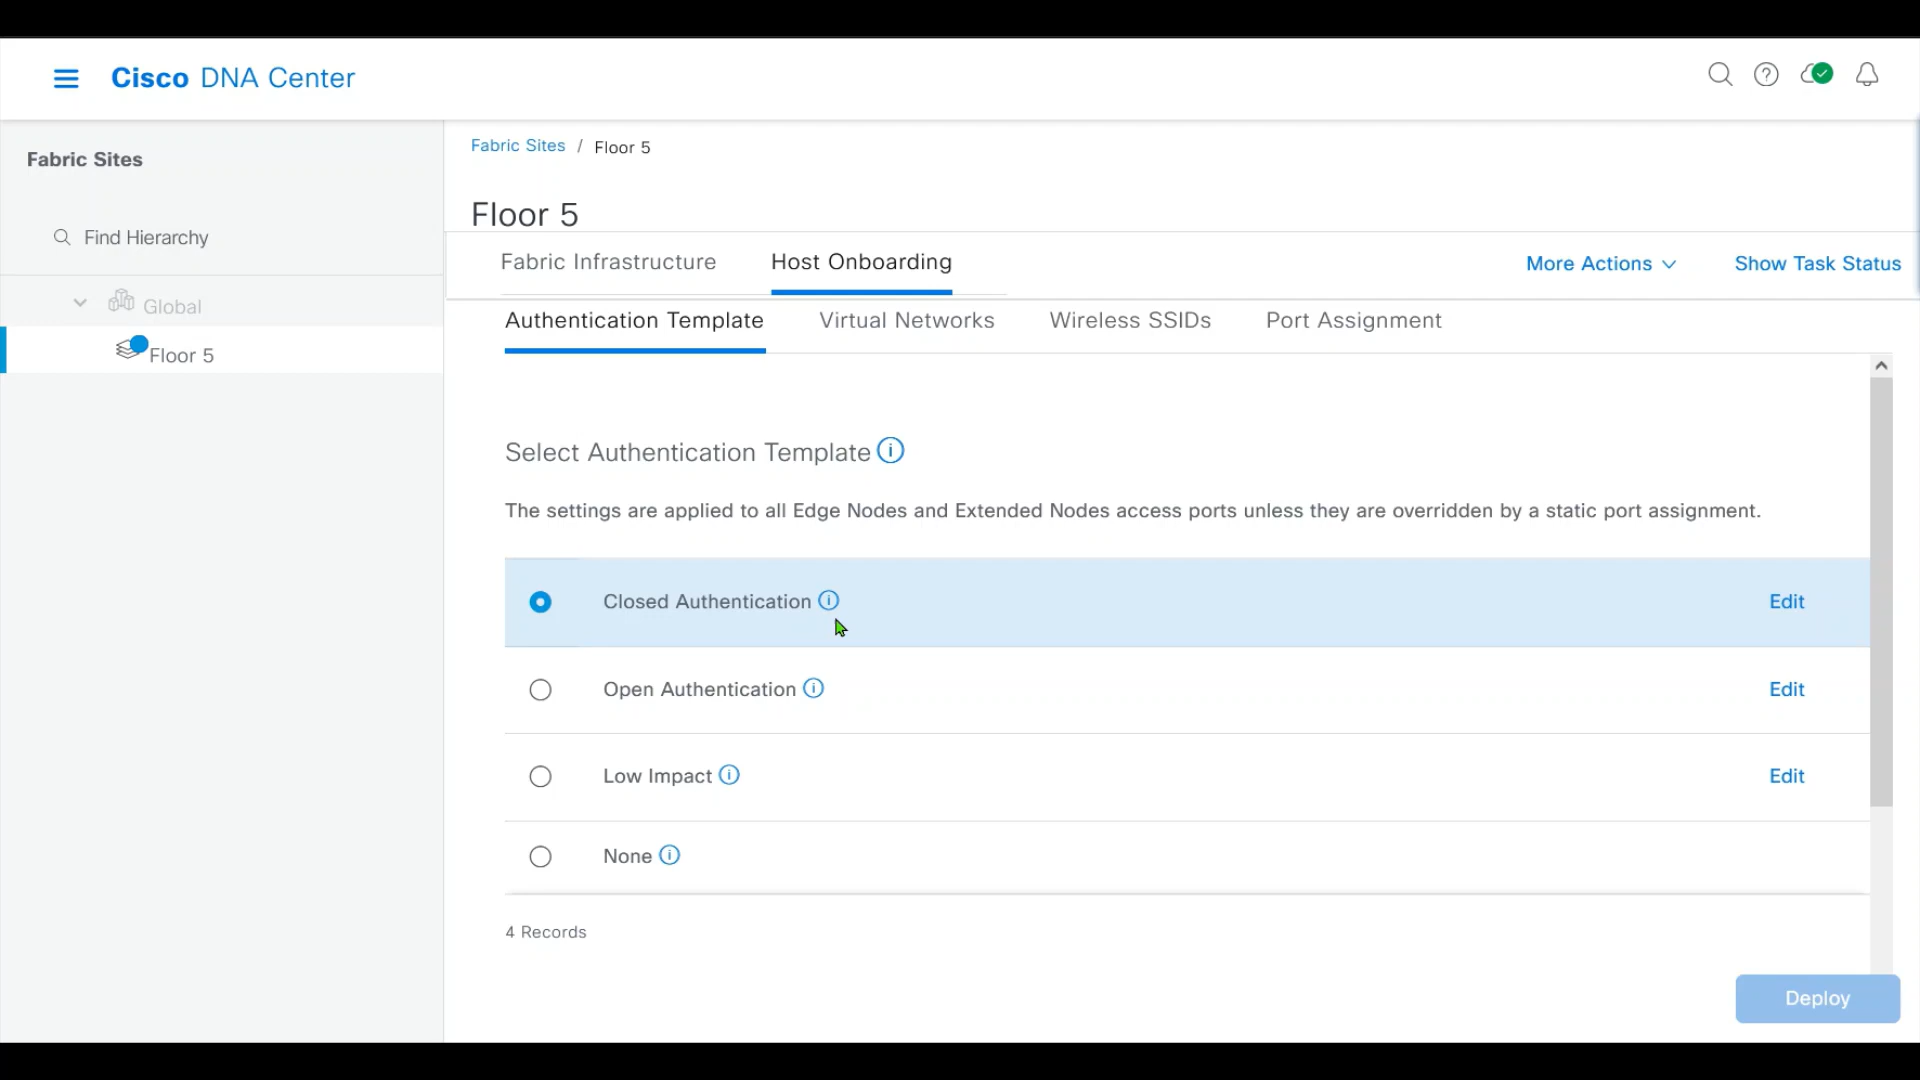 Cisco DNA Center
Fabric Sites
Find Hierarchy
Global
Floor 5
Fabric Sites / Floor 5
Floor 5
Fabric Infrastructure
Host Onboarding
More Actions
Show Task Status
Authentication Template
Virtual Networks
Wireless SSIDs
Port Assignment
Select Authentication Template
The settings are applied to all Edge Nodes and Extended Nodes access ports unless they are overridden by a static port assignment.
Closed Authentication
Edit
Open Authentication
Edit
Low Impact
Edit
None
4 Records
Deploy